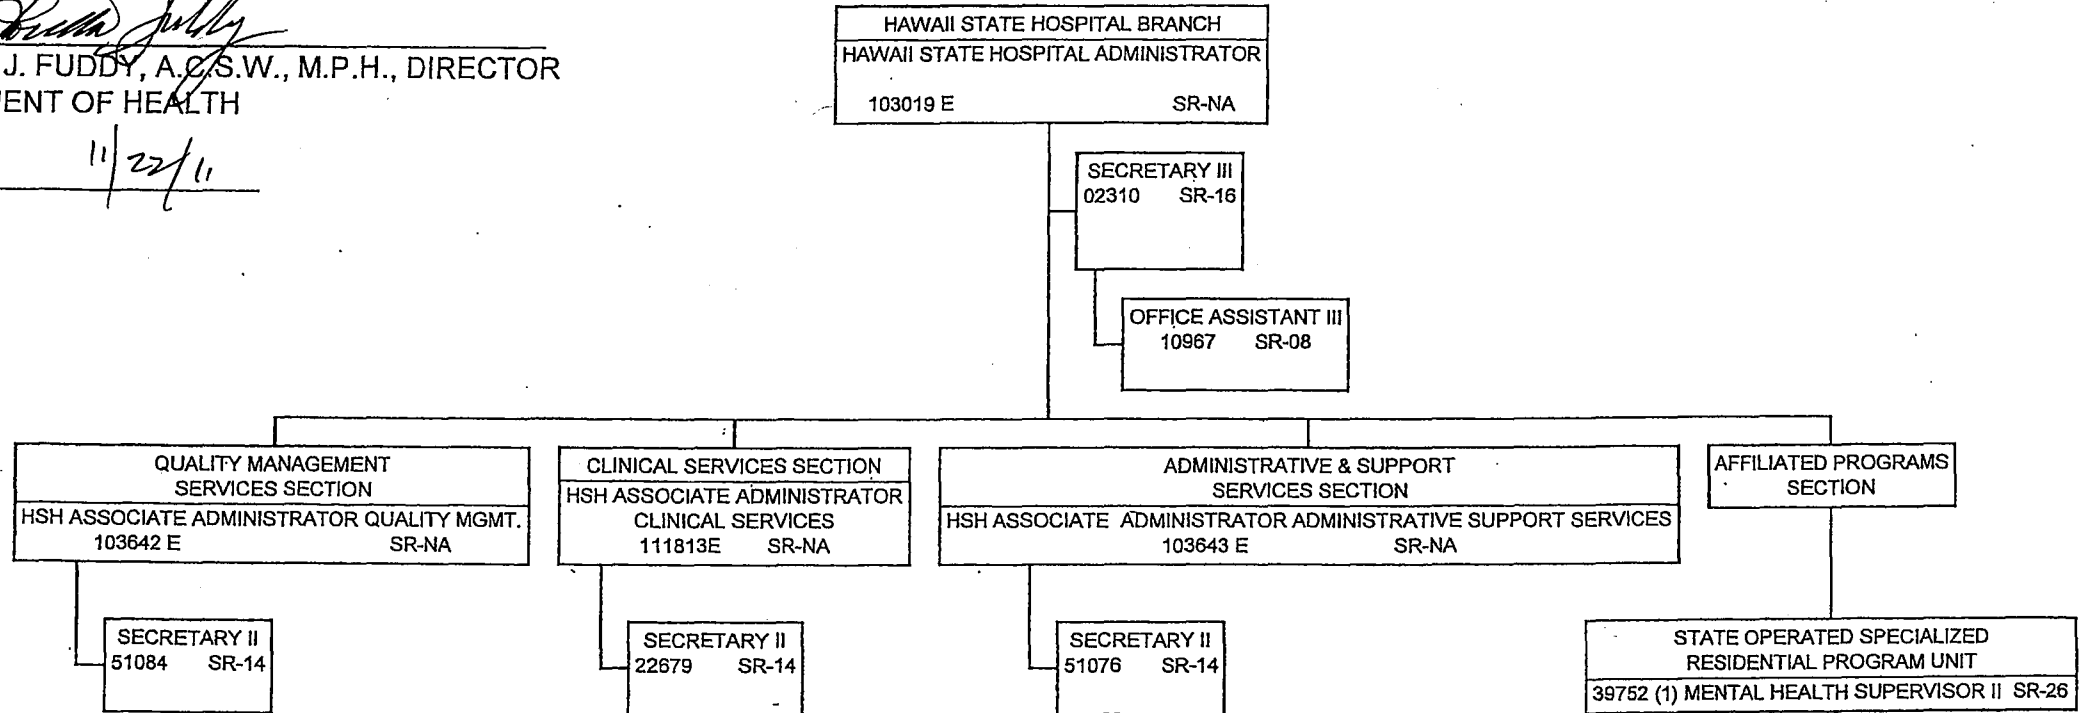 J. FUDDY, A.C.S.W., M.P.H., DIRECTOR
ENT OF HEALTH
11/22/11
HAWAII STATE HOSPITAL BRANCH
HAWAII STATE HOSPITAL ADMINISTRATOR
103019 E SR-NA
SECRETARY III
02310 SR-16
OFFICE ASSISTANT III
10967 SR-08
QUALITY MANAGEMENT
SERVICES SECTION
HSH ASSOCIATE ADMINISTRATOR QUALITY MGMT.
103642 E SR-NA
SECRETARY II
51084 SR-14
CLINICAL SERVICES SECTION
HSH ASSOCIATE ADMINISTRATOR
CLINICAL SERVICES
111813E SR-NA
SECRETARY II
22679 SR-14
ADMINISTRATIVE & SUPPORT
SERVICES SECTION
HSH ASSOCIATE ADMINISTRATOR ADMINISTRATIVE SUPPORT SERVICES
103643 E SR-NA
SECRETARY II
51076 SR-14
AFFILIATED PROGRAMS
SECTION
STATE OPERATED SPECIALIZED
RESIDENTIAL PROGRAM UNIT
39752 (1) MENTAL HEALTH SUPERVISOR II SR-26